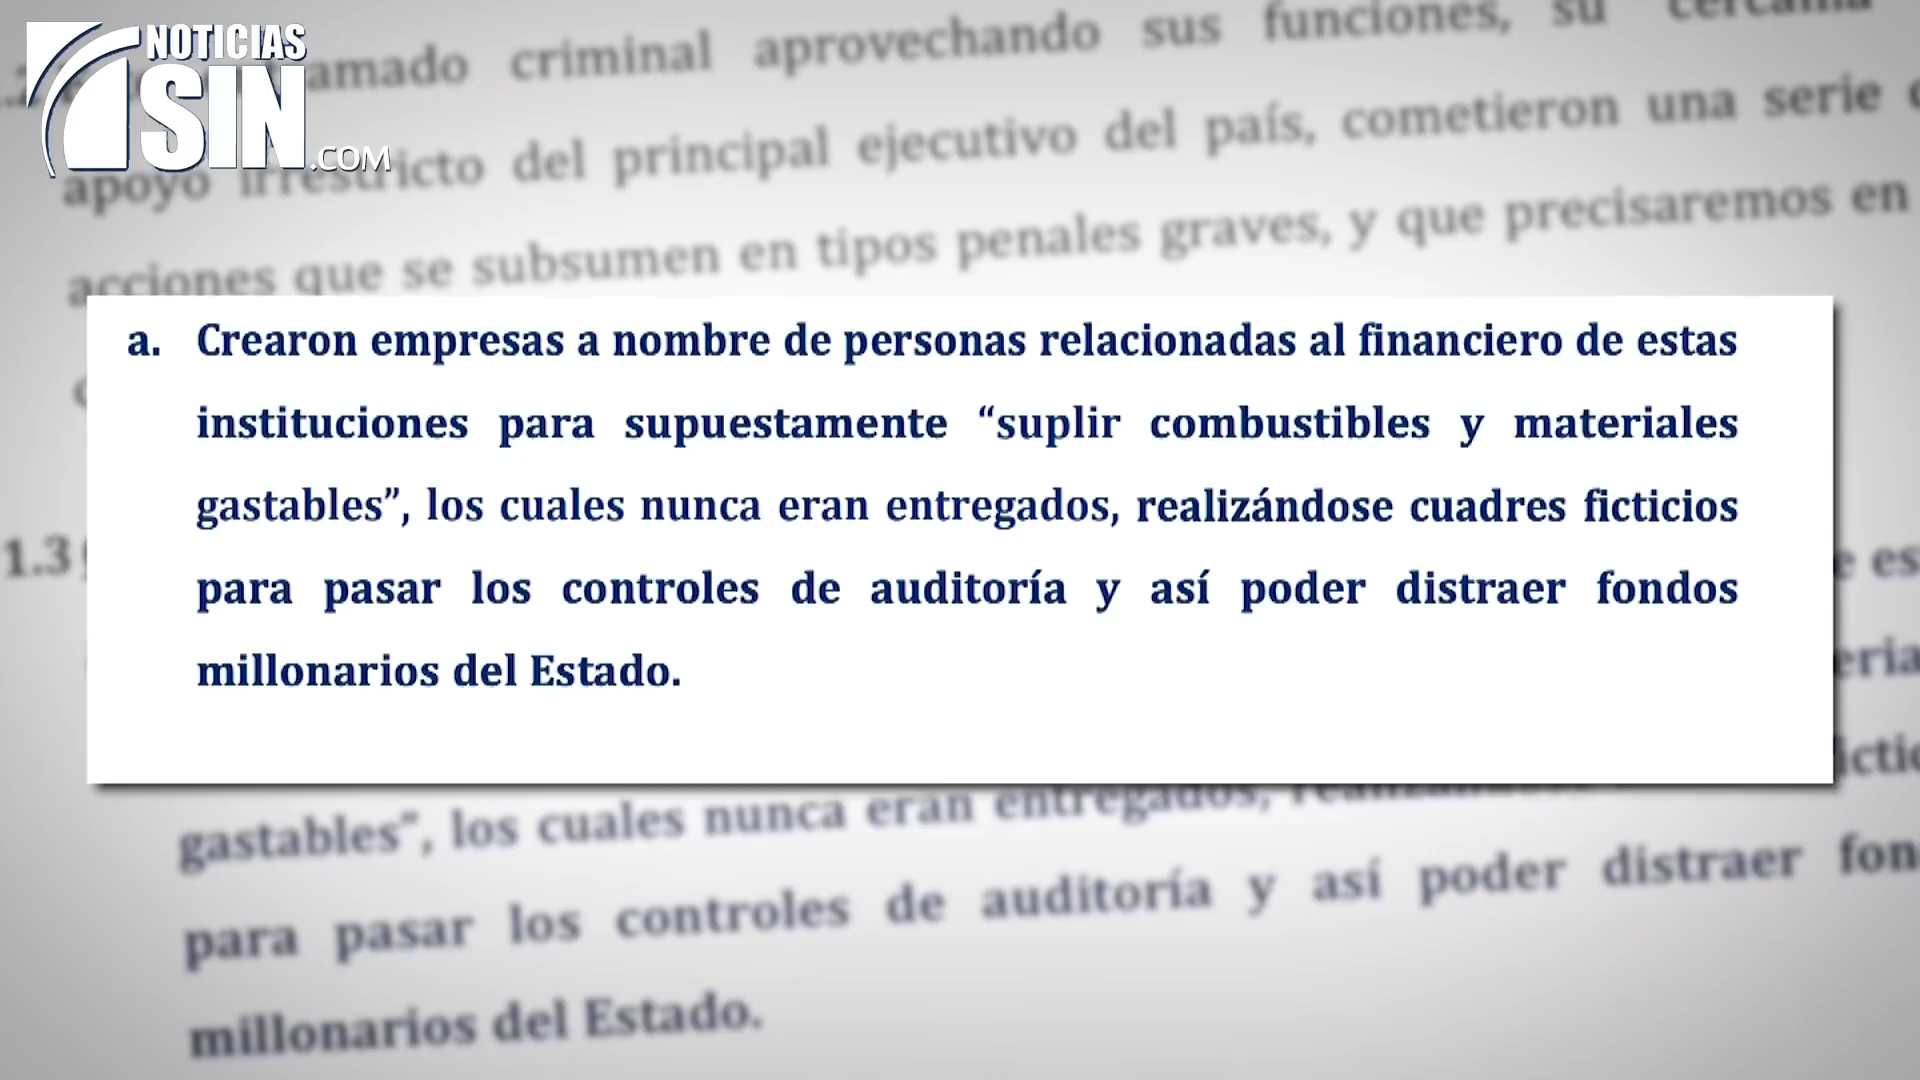 NOTICIAS
SIN
.COM
criminal aprovechando sus funciones, su
apoyo irrestricto del principal ejecutivo del país, cometieron una serie
acciones que se subsumen en tipos penales graves, y que precisaremos en
a. Crearon empresas a nombre de personas relacionadas al financiero de estas
instituciones para supuestamente “suplir combustibles y materiales
gastables”, los cuales nunca eran entregados, realizándose cuadres ficticios
para pasar los controles de auditoría y así poder distraer fondos
millonarios del Estado.
1.3
gastables”, los cuales nunca eran entregados,
para pasar los controles de auditoría y así poder distraer fon
millonarios del Estado.